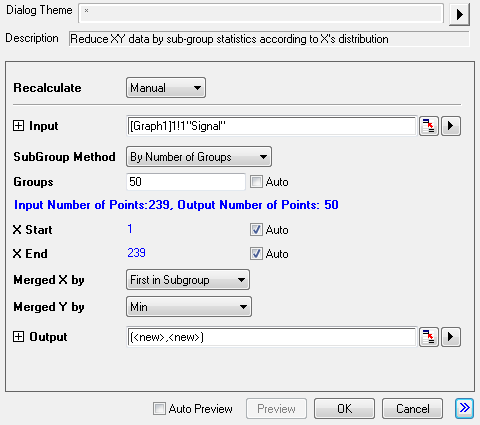 Dialog Theme *
Description Reduce XY data by sub-group statistics according to X's distribution
Recalculate Manual
Input [Graph1]1!1"Signal"
SubGroup Method By Number of Groups
Groups 50 Auto
Input Number of Points:239, Output Number of Points: 50
X Start 1 Auto
X End 239 Auto
Merged X by First in Subgroup
Merged Y by Min
Output (<new>,<new>)
Auto Preview Preview OK Cancel